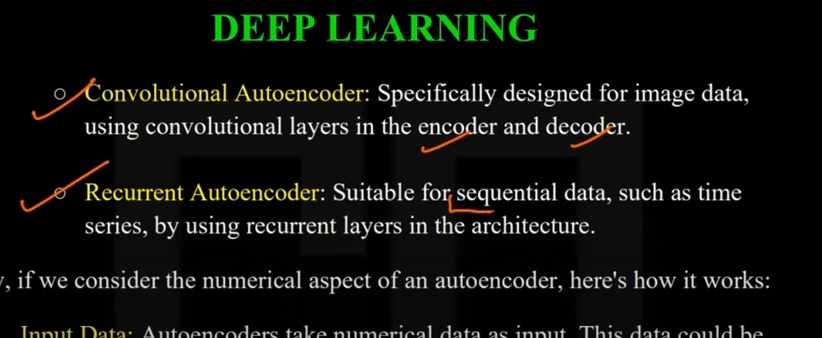 DEEP LEARNING
○ Convolutional Autoencoder: Specifically designed for image data,
using convolutional layers in the encoder and decoder.
○ Recurrent Autoencoder: Suitable for sequential data, such as time
series, by using recurrent layers in the architecture.
, if we consider the numerical aspect of an autoencoder, here's how it works:
Input Data: Autoencoders take numerical data as input. This data could be